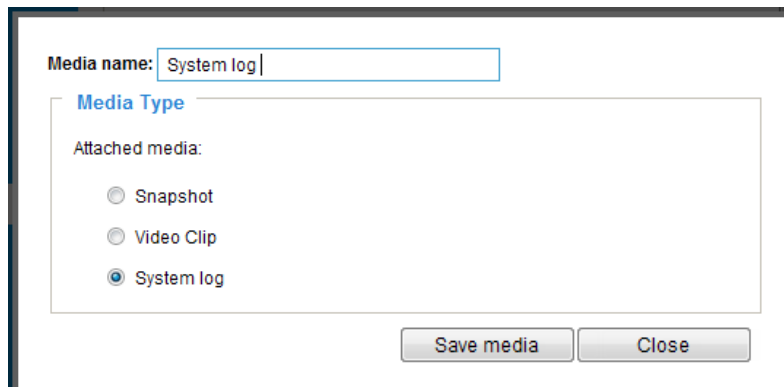 Media name: System log
Media Type
Attached media:
Snapshot
Video Clip
System log
Save media Close